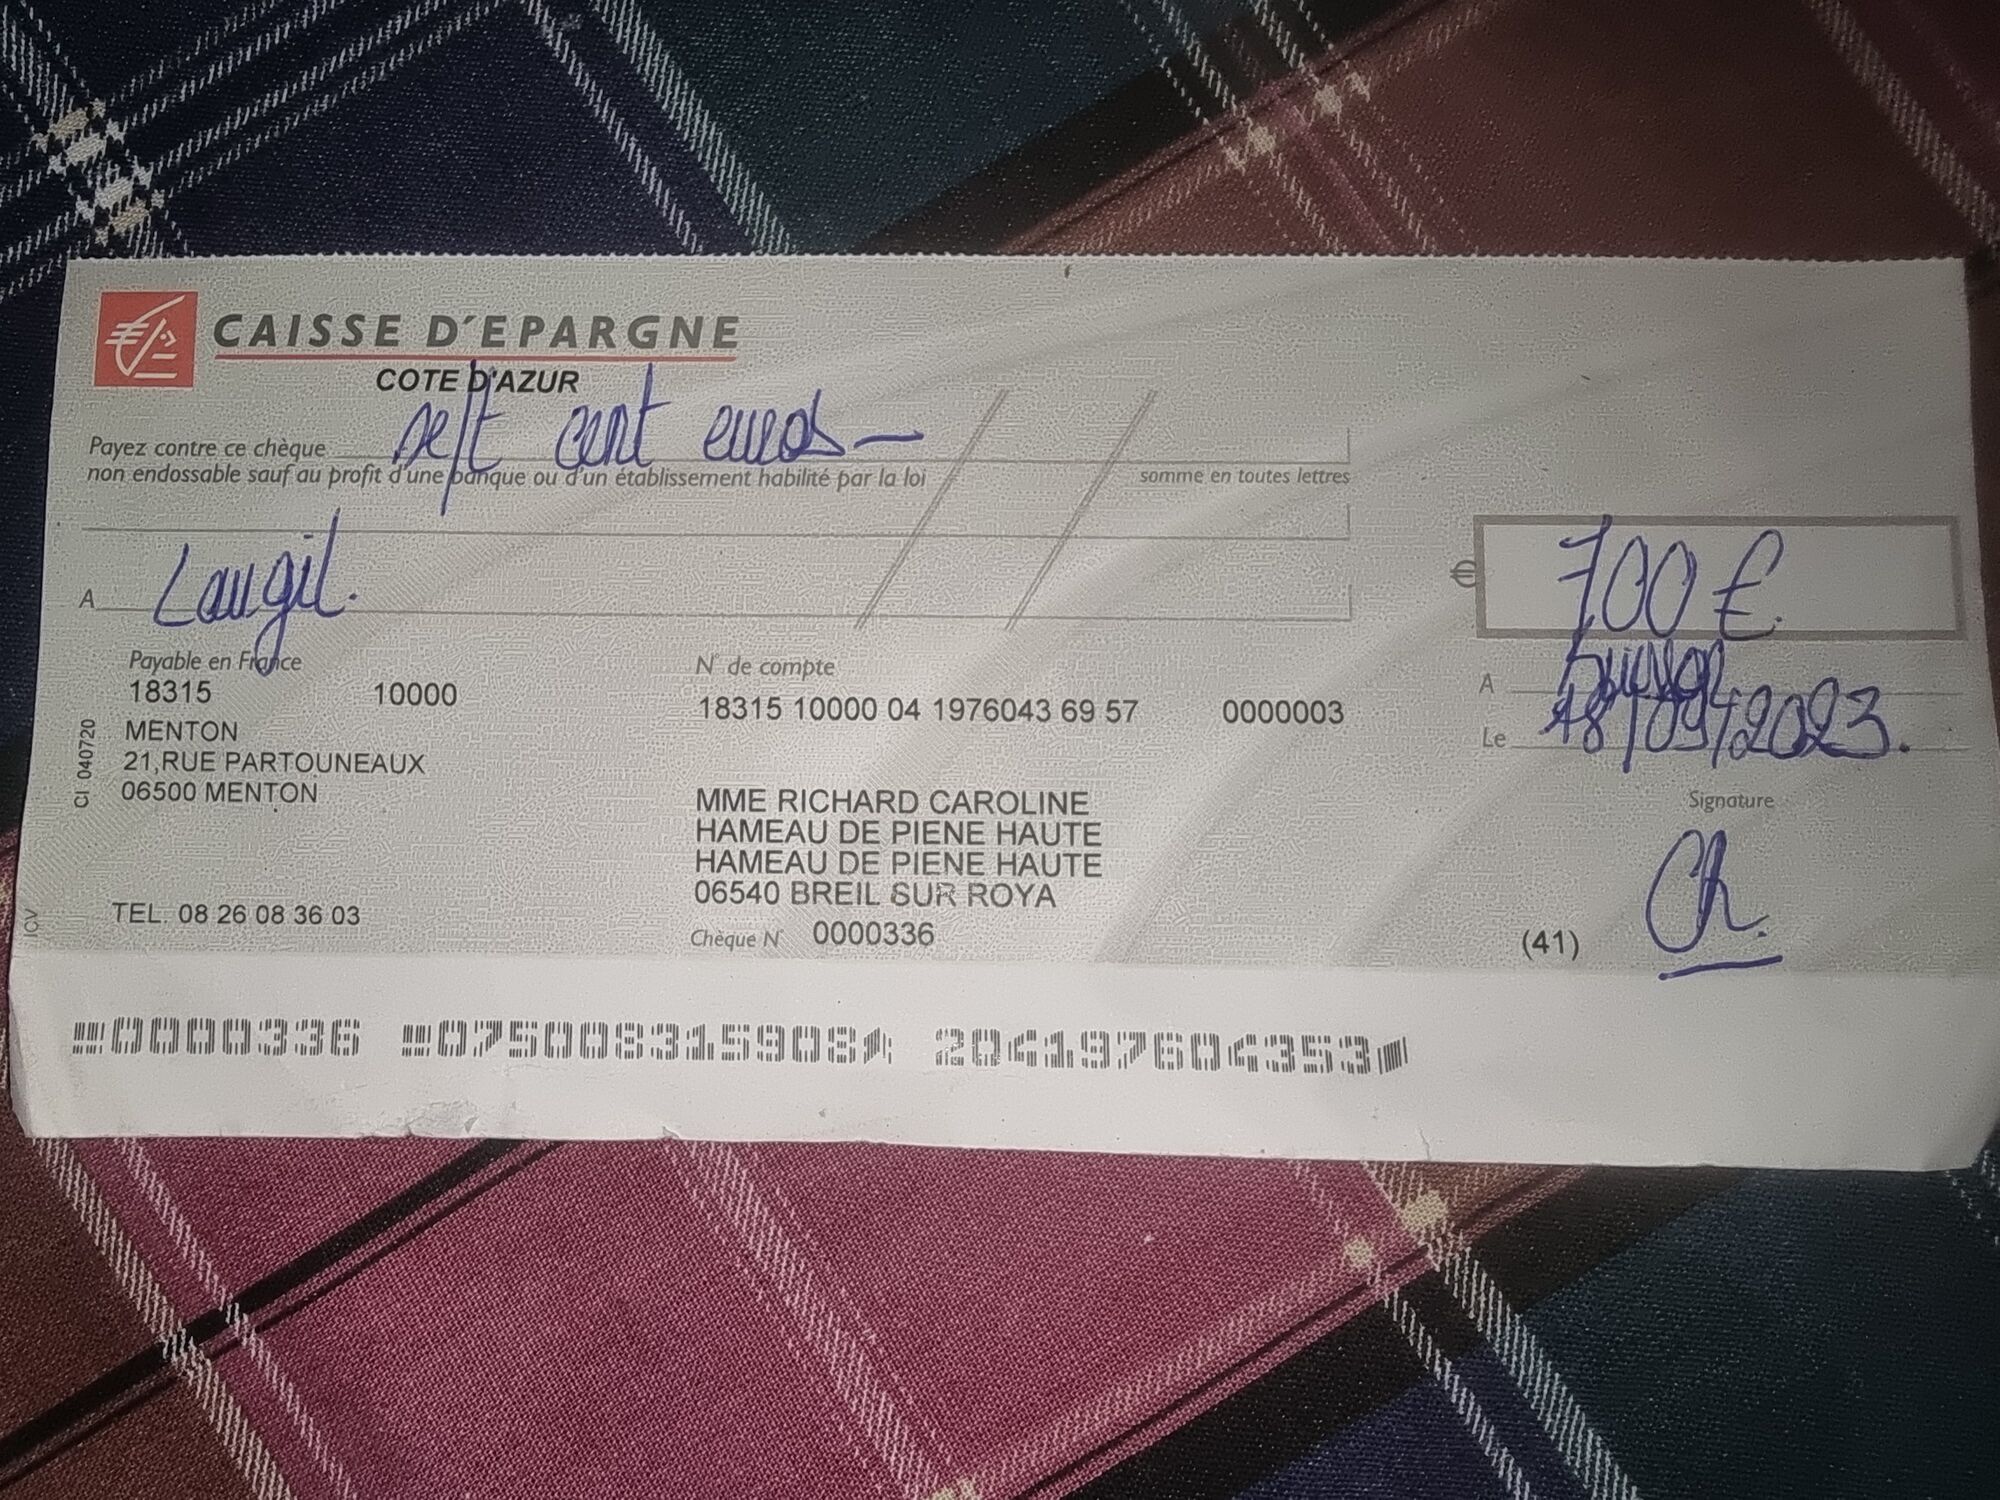 CAISSE D'EPARGNE
COTE D'AZUR
Payez contre ce chèque sept cent euros —
non endossable sauf au profit d'une banque ou d'un établissement habilité par la loi
somme en toutes lettres
A Laugil.
€ 700 €.
Payable en France
18315 10000
N° de compte
18315 10000 04 1976043 69 57 0000003
A
MENTON
21,RUE PARTOUNEAUX
06500 MENTON
Le 18/09/2023.
CI 040720
MME RICHARD CAROLINE
HAMEAU DE PIENE HAUTE
HAMEAU DE PIENE HAUTE
06540 BREIL SUR ROYA
Signature
Ch.
TEL. 08 26 08 36 03
Chèque N° 0000336
(41)
ICV
0000336 075008315908 204197604353